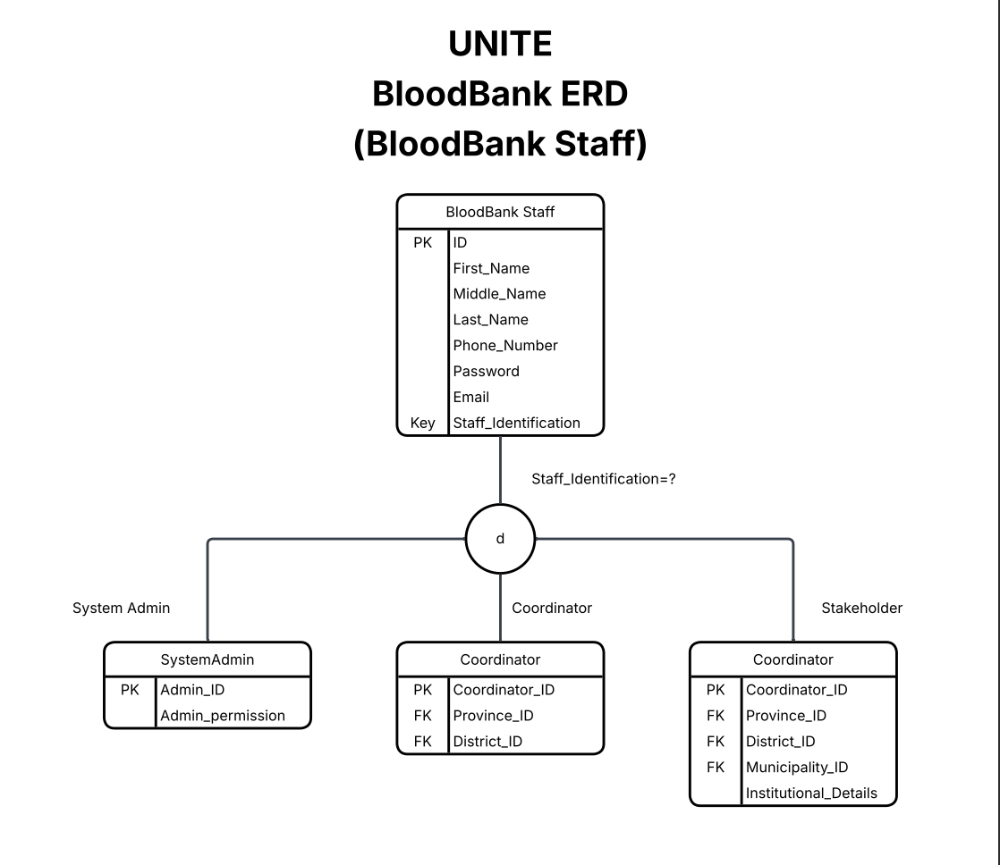 UNITE
BloodBank ERD
(BloodBank Staff)
BloodBank Staff
PK ID
First_Name
Middle_Name
Last_Name
Phone_Number
Password
Email
Key Staff_Identification
Staff_Identification=?
d
System Admin
Coordinator
Stakeholder
SystemAdmin
PK Admin_ID
Admin_permission
Coordinator
PK Coordinator_ID
FK Province_ID
FK District_ID
Coordinator
PK Coordinator_ID
FK Province_ID
FK District_ID
FK Municipality_ID
Institutional_Details